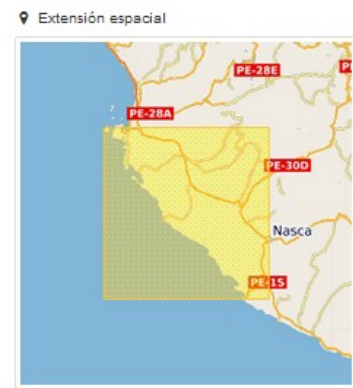 Extensión espacial
PE-28E
PE-28A
PE-30D
Nasca
PE-1S